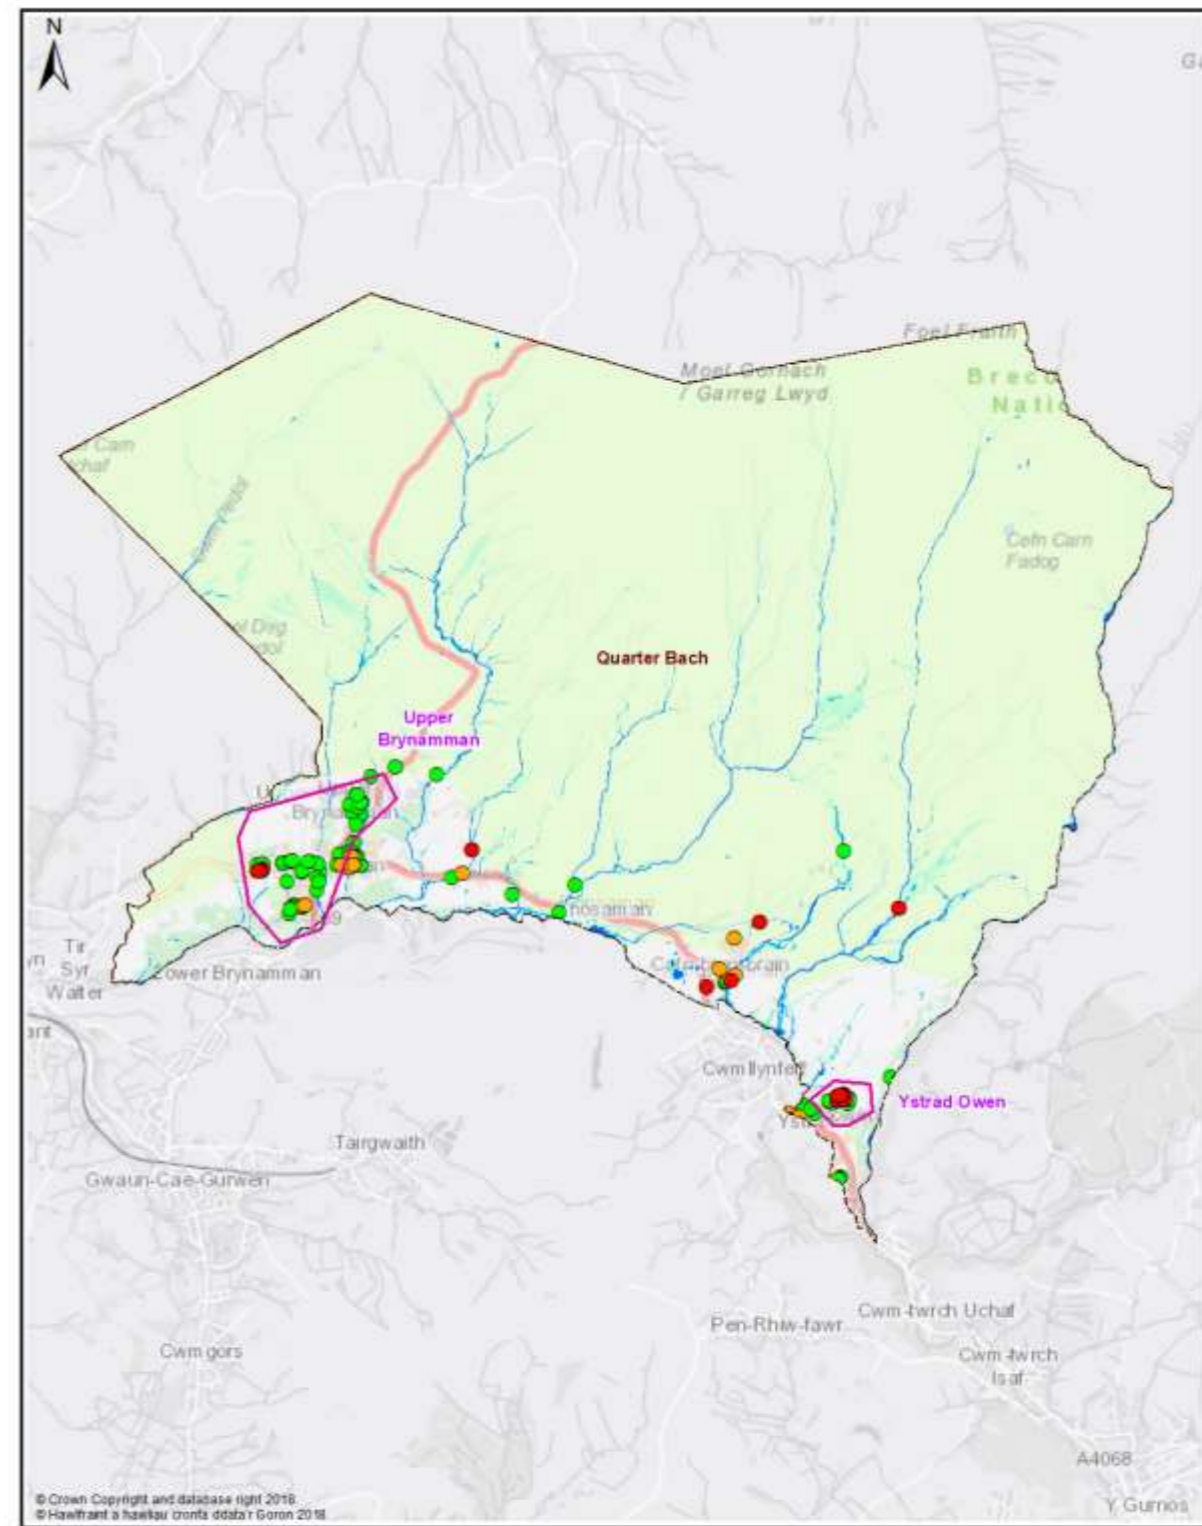 N
Foel Fraith
Moel Gornach
/ Garreg Lwyd
Breco
Natio
Cefn Carn
Fadog
Quarter Bach
Upper
Brynamman
Ystrad Owen
Tir
Syr
Walter
Lower Brynamman
Cwmllynfell
Tairgwaith
Gwaun-Cae-Gurwen
Cwm-twrch Uchaf
Pen-Rhiw-fawr
Cwmgors
Cwm-twrch
Isaf
A4068
Y Gurnos
© Crown Copyright and database right 2018
© Hawlfraint a hawliau cronfa ddata'r Goron 2018